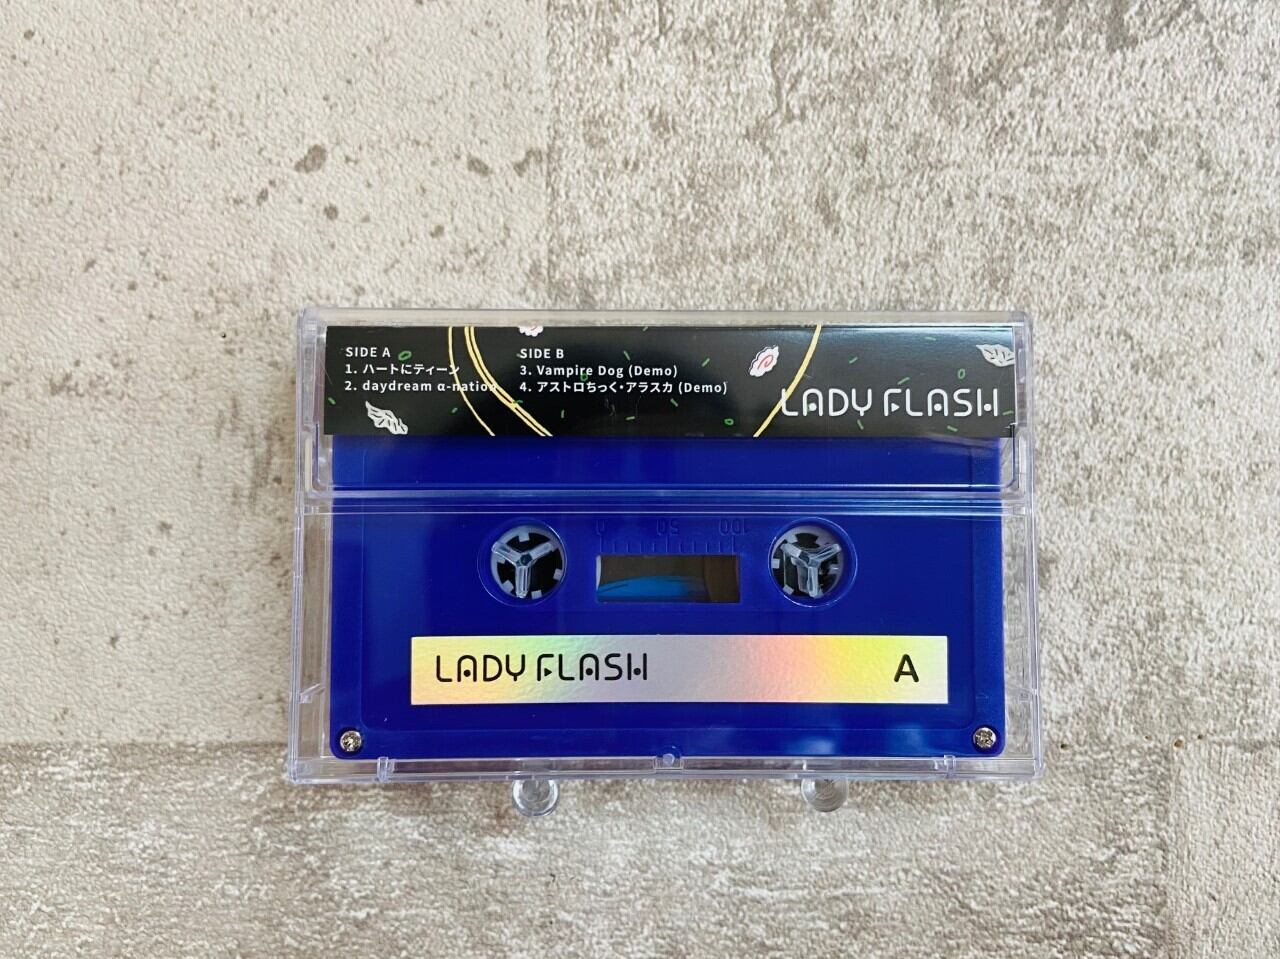 SIDE A
1. ハートにティーン
2. daydream α-nation
SIDE B
3. Vampire Dog (Demo)
4. アストロちっく・アラスカ (Demo)
LADY FLASH
0 50 100
LADY FLASH
A